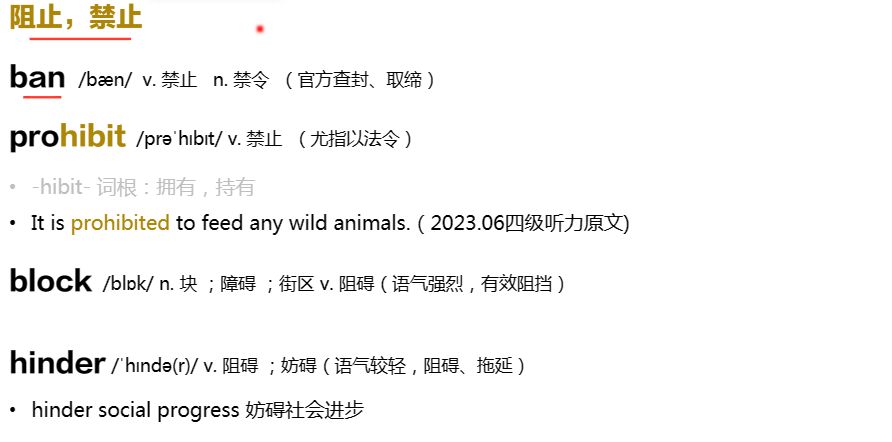 阻止，禁止
ban /bæn/ v. 禁止 n. 禁令 （官方查封、取缔）
prohibit /prəˈhɪbɪt/ v. 禁止 （尤指以法令）
• -hibit- 词根：拥有，持有
• It is prohibited to feed any wild animals.（2023.06四级听力原文)
block /blɒk/ n. 块 ；障碍 ；街区 v. 阻碍（语气强烈，有效阻挡）
hinder /ˈhɪndə(r)/ v. 阻碍 ；妨碍（语气较轻，阻碍、拖延）
• hinder social progress 妨碍社会进步